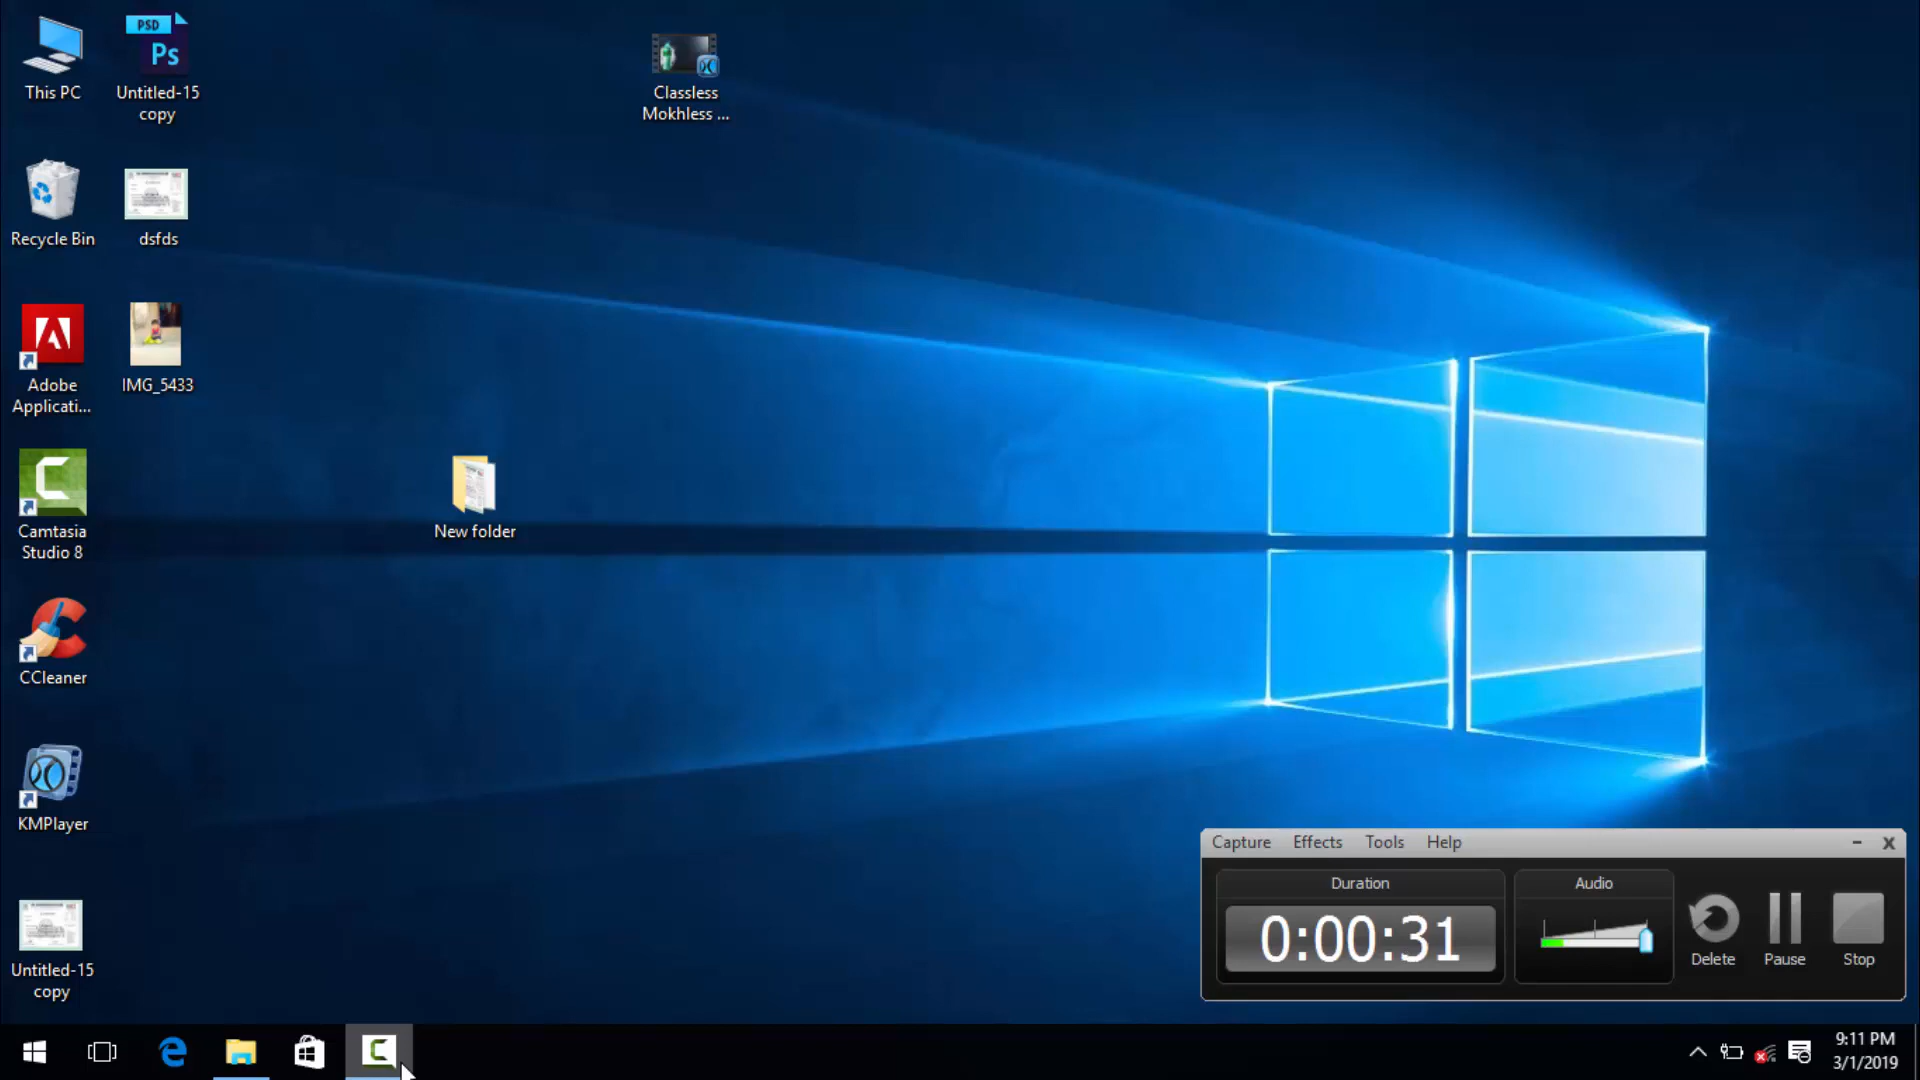 This PC
PSD
Ps
Untitled-15
copy
Classless
Mokhless ...
Recycle Bin
dsfds
Adobe
Applicati...
IMG_5433
Camtasia
Studio 8
New folder
CCleaner
KMPlayer
Untitled-15
copy
Capture Effects Tools Help
Duration
0:00:31
Audio
Delete
Pause
Stop
9:11 PM
3/1/2019